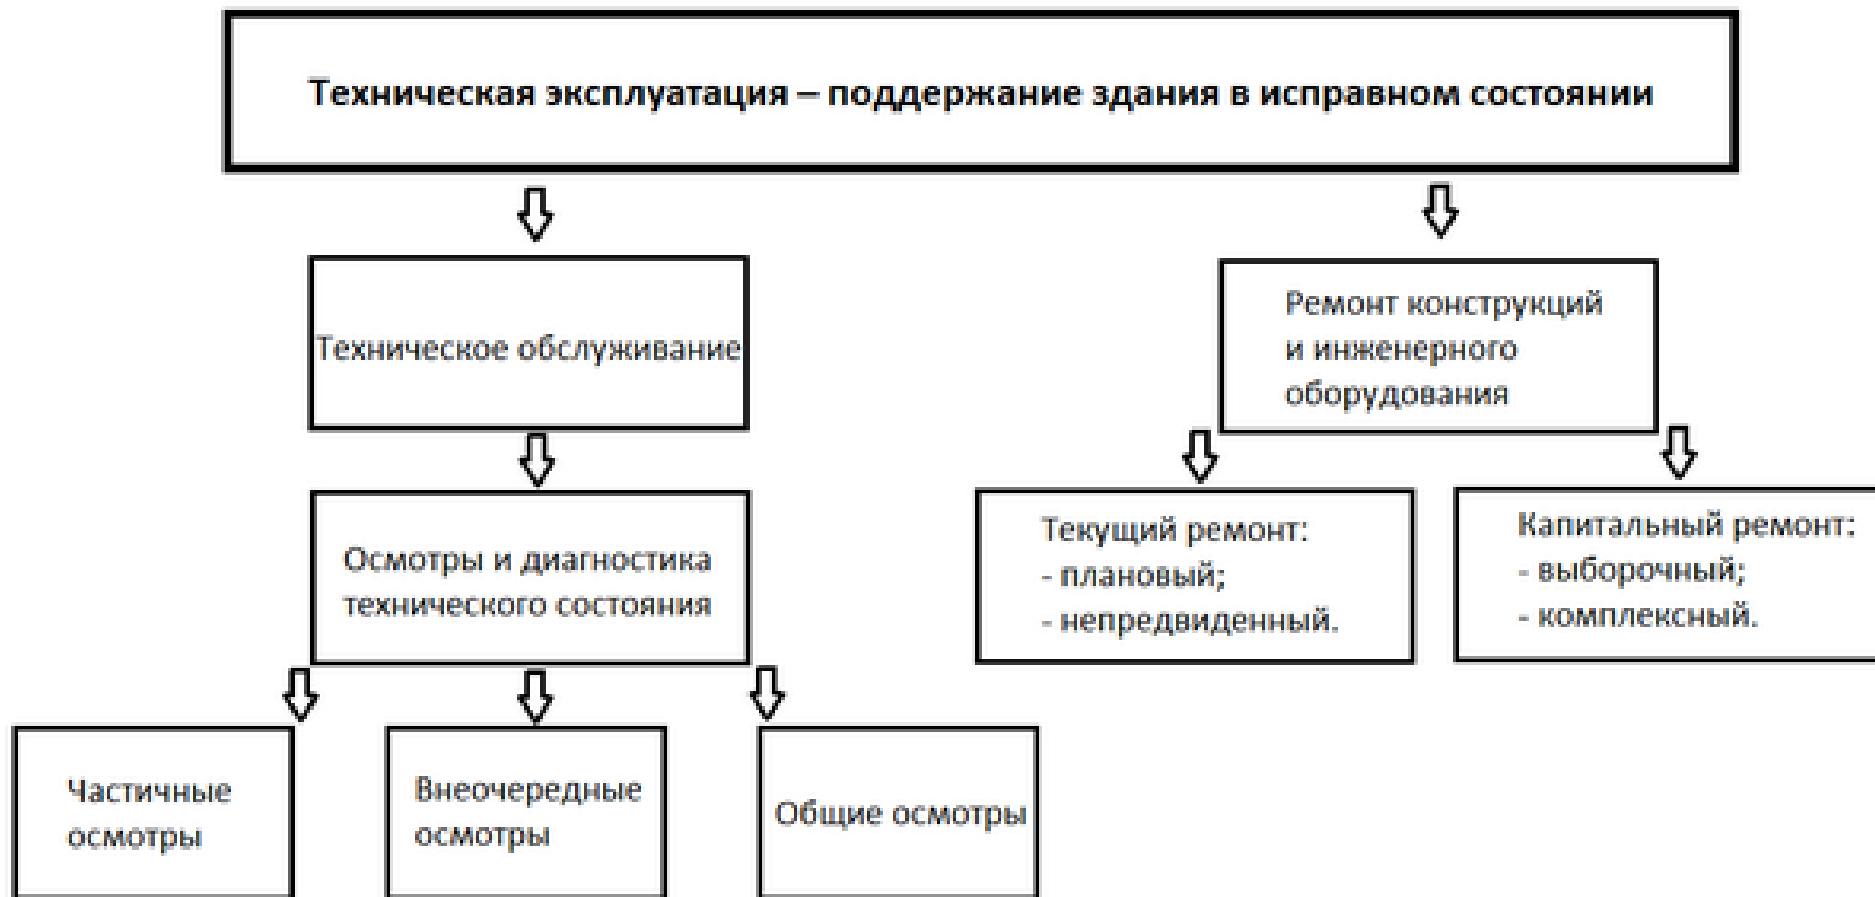 Техническая эксплуатация – поддержание здания в исправном состоянии
Техническое обслуживание
Ремонт конструкций
и инженерного
оборудования
Осмотры и диагностика
технического состояния
Текущий ремонт:
- плановый;
- непредвиденный.
Капитальный ремонт:
- выборочный;
- комплексный.
Частичные
осмотры
Внеочередные
осмотры
Общие осмотры